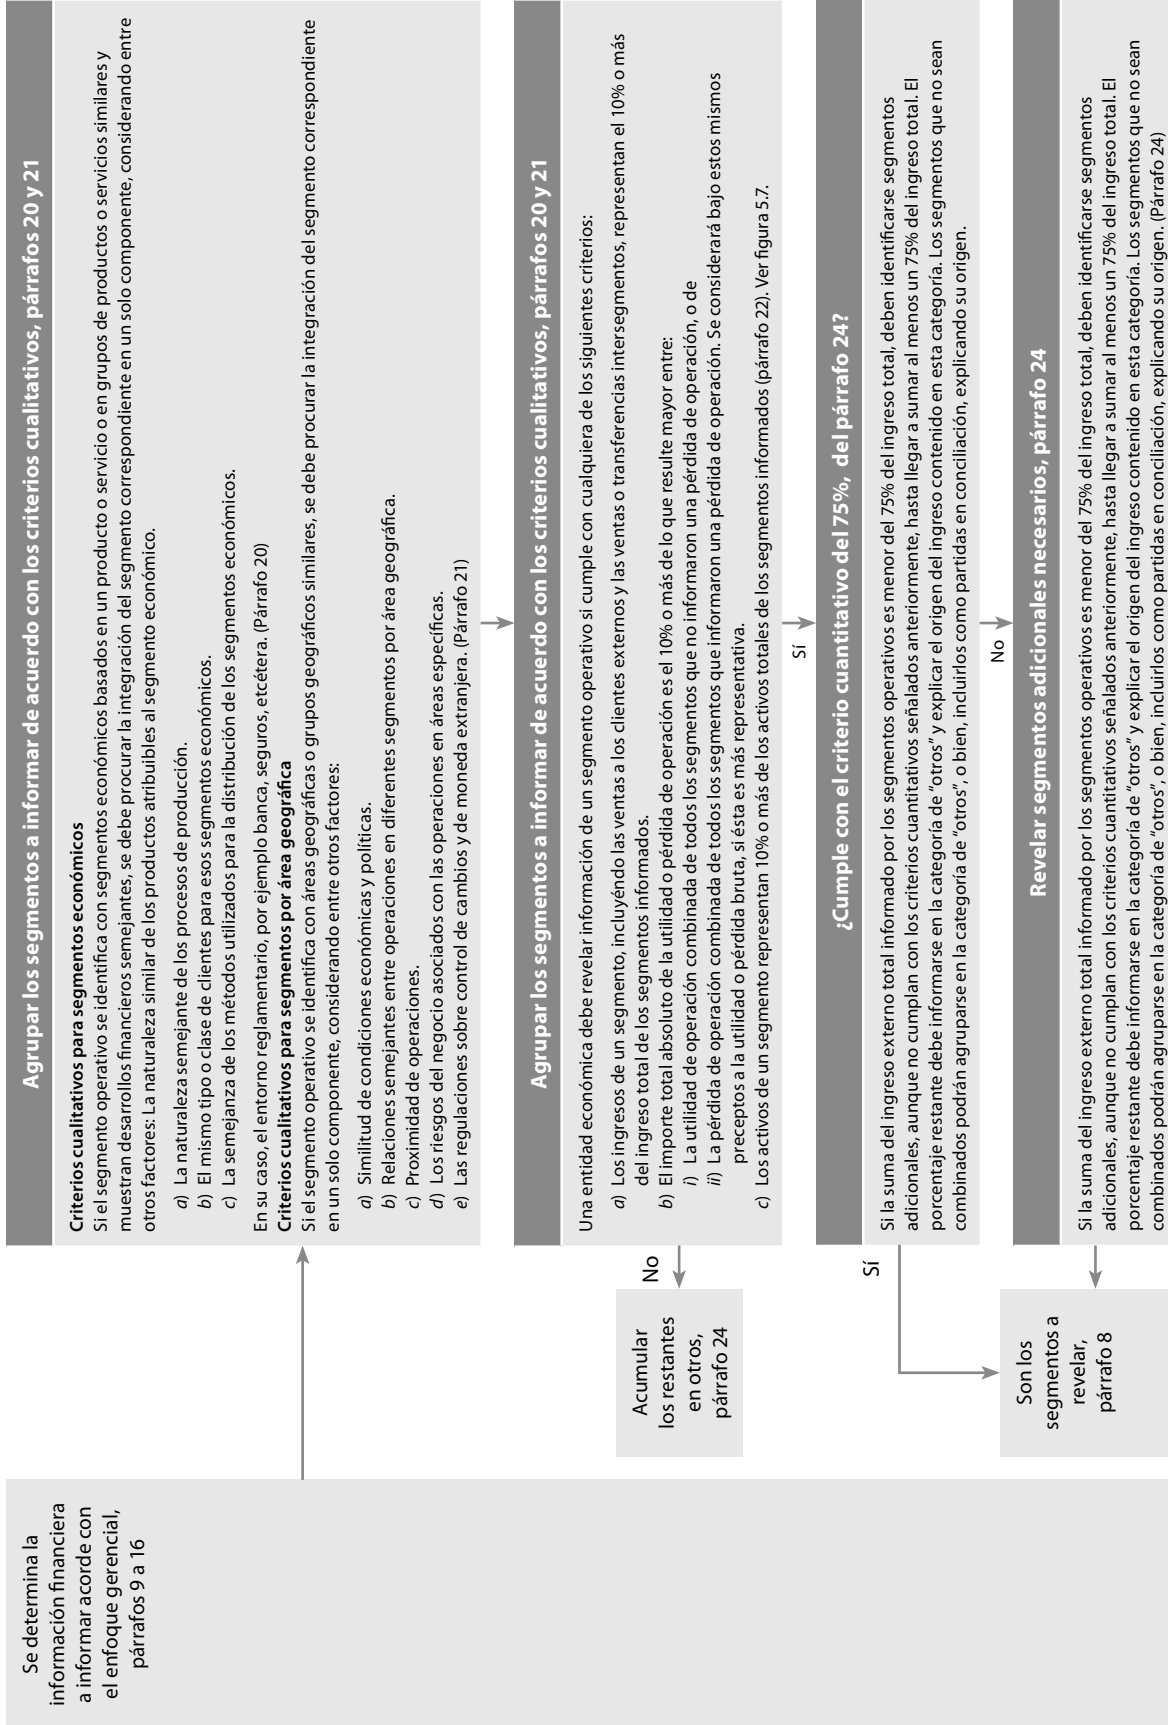 Se determina la
información financiera
a informar acorde con
el enfoque gerencial,
párrafos 9 a 16
Agrupar los segmentos a informar de acuerdo con los criterios cualitativos, párrafos 20 y 21
Criterios cualitativos para segmentos económicos
Si el segmento operativo se identifica con segmentos económicos basados en un producto o servicio o en grupos de productos o servicios similares y
muestran desarrollos financieros semejantes, se debe procurar la integración del segmento correspondiente en un solo componente, considerando entre
otros factores: La naturaleza similar de los productos atribuibles al segmento económico.
a) La naturaleza semejante de los procesos de producción.
b) El mismo tipo o clase de clientes para esos segmentos económicos.
c) La semejanza de los métodos utilizados para la distribución de los segmentos económicos.
En su caso, el entorno reglamentario, por ejemplo banca, seguros, etcétera. (Párrafo 20)
Criterios cualitativos para segmentos por área geográfica
Si el segmento operativo se identifica con áreas geográficas o grupos geográficos similares, se debe procurar la integración del segmento correspondiente
en un solo componente, considerando entre otros factores:
a) Similitud de condiciones económicas y políticas.
b) Relaciones semejantes entre operaciones en diferentes segmentos por área geográfica.
c) Proximidad de operaciones.
d) Los riesgos del negocio asociados con las operaciones en áreas específicas.
e) Las regulaciones sobre control de cambios y de moneda extranjera. (Párrafo 21)
Agrupar los segmentos a informar de acuerdo con los criterios cualitativos, párrafos 20 y 21
Una entidad económica debe revelar información de un segmento operativo si cumple con cualquiera de los siguientes criterios:
a) Los ingresos de un segmento, incluyéndo las ventas a los clientes externos y las ventas o transferencias intersegmentos, representan el 10% o más
del ingreso total de los segmentos informados.
b) El importe total absoluto de la utilidad o pérdida de operación es el 10% o más de lo que resulte mayor entre:
i) La utilidad de operación combinada de todos los segmentos que no informaron una pérdida de operación, o de
ii) La pérdida de operación combinada de todos los segmentos que informaron una pérdida de operación. Se considerará bajo estos mismos
preceptos a la utilidad o pérdida bruta, si ésta es más representativa.
c) Los activos de un segmento representan 10% o más de los activos totales de los segmentos informados (párrafo 22). Ver figura 5.7.
No
Acumular
los restantes
en otros,
párrafo 24
Sí
¿Cumple con el criterio cuantitativo del 75%, del párrafo 24?
Si la suma del ingreso externo total informado por los segmentos operativos es menor del 75% del ingreso total, deben identificarse segmentos
adicionales, aunque no cumplan con los criterios cuantitativos señalados anteriormente, hasta llegar a sumar al menos un 75% del ingreso total. El
porcentaje restante debe informarse en la categoría de “otros” y explicar el origen del ingreso contenido en esta categoría. Los segmentos que no sean
combinados podrán agruparse en la categoría de “otros”, o bien, incluirlos como partidas en conciliación, explicando su origen.
Sí
No
Son los
segmentos a
revelar,
párrafo 8
Revelar segmentos adicionales necesarios, párrafo 24
Si la suma del ingreso externo total informado por los segmentos operativos es menor del 75% del ingreso total, deben identificarse segmentos
adicionales, aunque no cumplan con los criterios cuantitativos señalados anteriormente, hasta llegar a sumar al menos un 75% del ingreso total. El
porcentaje restante debe informarse en la categoría de “otros” y explicar el origen del ingreso contenido en esta categoría. Los segmentos que no sean
combinados podrán agruparse en la categoría de “otros”, o bien, incluirlos como partidas en conciliación, explicando su origen. (Párrafo 24)